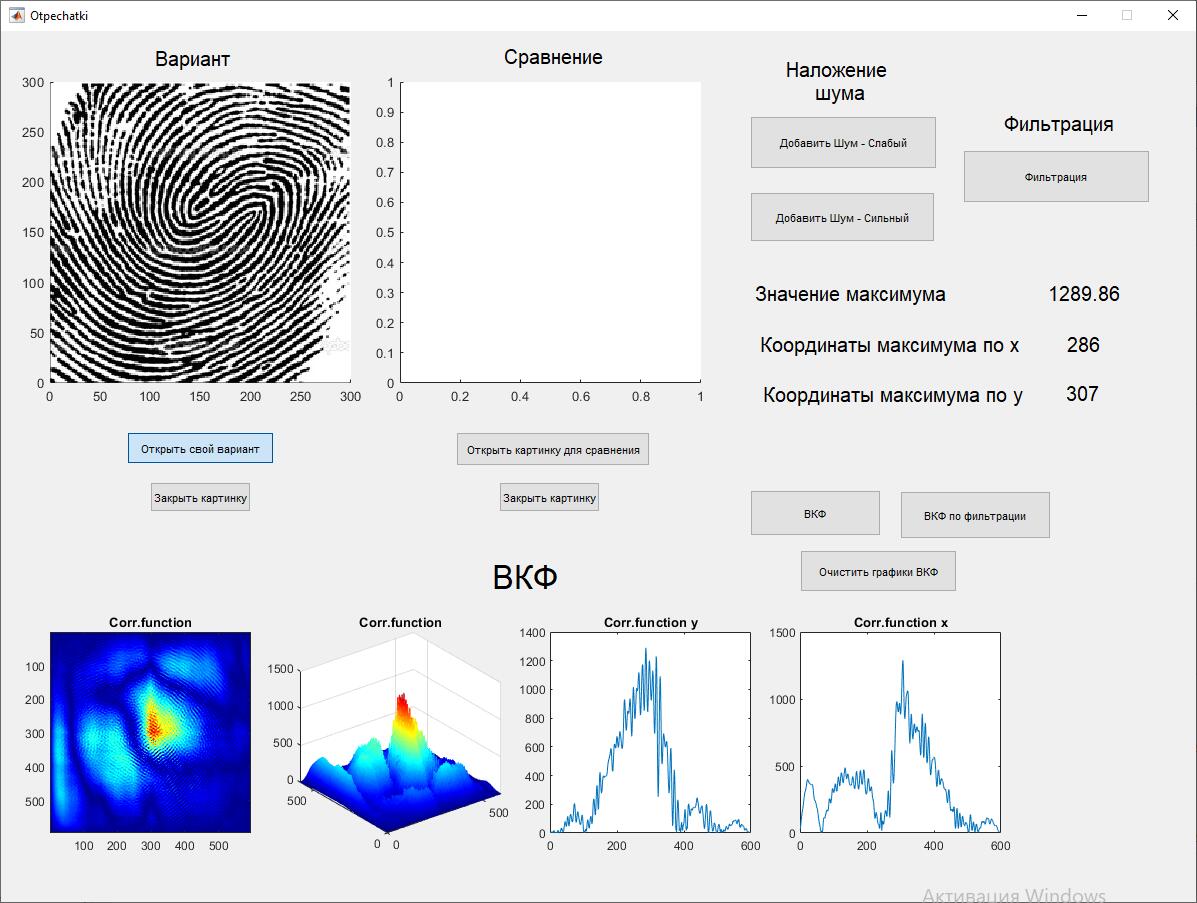 Otpechatki
Вариант
Сравнение
Наложение
шума
Фильтрация
Добавить Шум - Слабый
Добавить Шум - Сильный
Фильтрация
300
250
200
150
100
50
0
0 50 100 150 200 250 300
1
0.9
0.8
0.7
0.6
0.5
0.4
0.3
0.2
0.1
0
0 0.2 0.4 0.6 0.8 1
Значение максимума 1289.86
Координаты максимума по x 286
Координаты максимума по y 307
Открыть свой вариант
Открыть картинку для сравнения
Закрыть картинку
Закрыть картинку
ВКФ
ВКФ по фильтрации
Очистить графики ВКФ
ВКФ
Corr.function
100
200
300
400
500
100 200 300 400 500
Corr.function
1500
1000
500
0
500
0 0
500
Corr.function y
1400
1200
1000
800
600
400
200
0
0 200 400 600
Corr.function x
1500
1000
500
0
0 200 400 600
Активация Windows